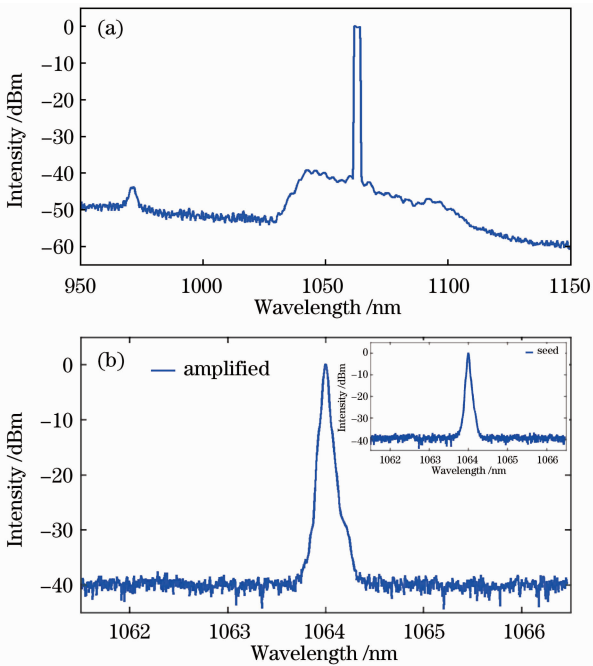 (a)
Intensity /dBm
0
−10
−20
−30
−40
−50
−60
950 1000 1050 1100 1150
Wavelength /nm
(b)
amplified
Intensity /dBm
0
−10
−20
−30
−40
1062 1063 1064 1065 1066
Wavelength /nm
seed
Intensity /dBm
0
−10
−20
−30
−40
1062 1063 1064 1065 1066
Wavelength /nm